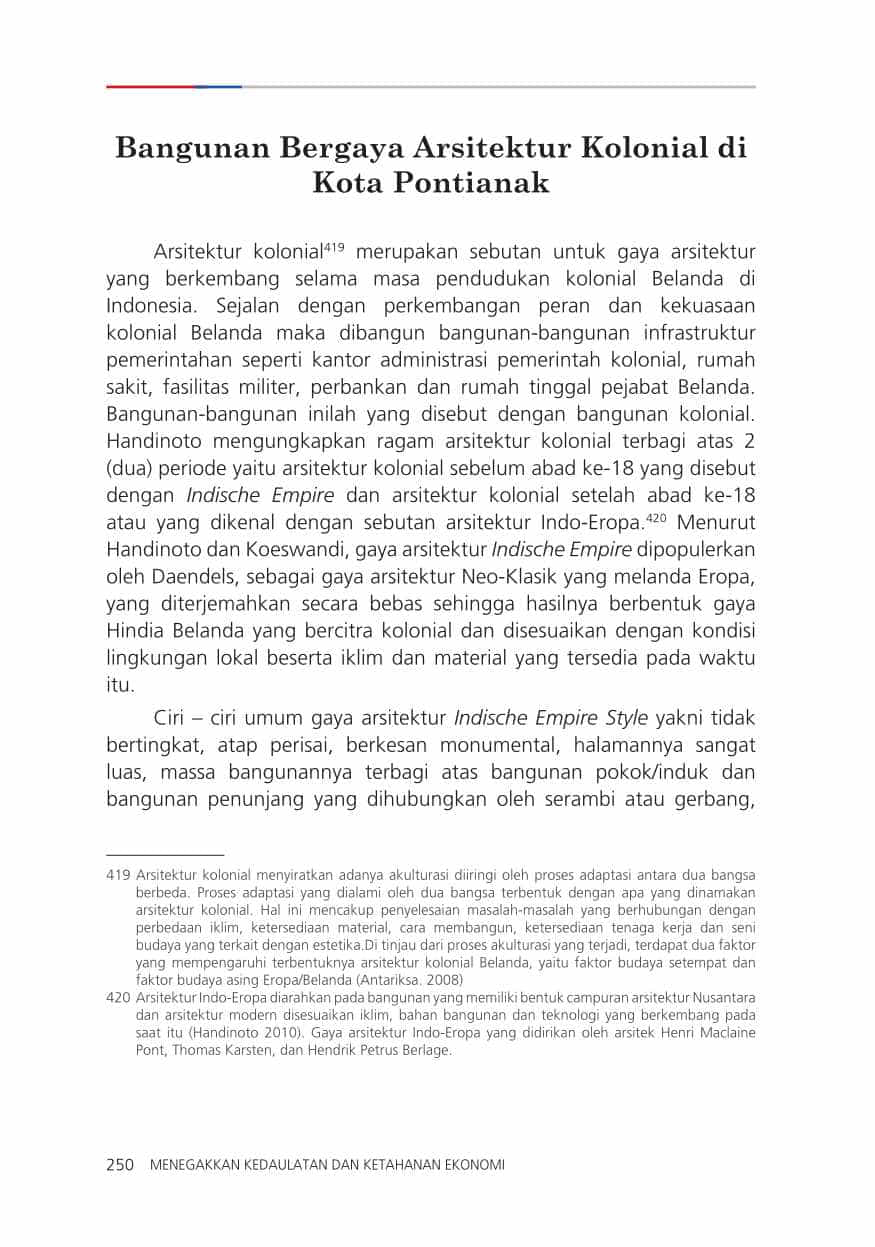 Bangunan Bergaya Arsitektur Kolonial di
Kota Pontianak
Arsitektur kolonial419 merupakan sebutan untuk gaya arsitektur
yang berkembang selama masa pendudukan kolonial Belanda di
Indonesia. Sejalan dengan perkembangan peran dan kekuasaan
kolonial Belanda maka dibangun bangunan-bangunan infrastruktur
pemerintahan seperti kantor administrasi pemerintah kolonial, rumah
sakit, fasilitas militer, perbankan dan rumah tinggal pejabat Belanda.
Bangunan-bangunan inilah yang disebut dengan bangunan kolonial.
Handinoto mengungkapkan ragam arsitektur kolonial terbagi atas 2
(dua) periode yaitu arsitektur kolonial sebelum abad ke-18 yang disebut
dengan Indische Empire dan arsitektur kolonial setelah abad ke-18
atau yang dikenal dengan sebutan arsitektur Indo-Eropa.420 Menurut
Handinoto dan Koeswandi, gaya arsitektur Indische Empire dipopulerkan
oleh Daendels, sebagai gaya arsitektur Neo-Klasik yang melanda Eropa,
yang diterjemahkan secara bebas sehingga hasilnya berbentuk gaya
Hindia Belanda yang bercitra kolonial dan disesuaikan dengan kondisi
lingkungan lokal beserta iklim dan material yang tersedia pada waktu
itu.
Ciri – ciri umum gaya arsitektur Indische Empire Style yakni tidak
bertingkat, atap perisai, berkesan monumental, halamannya sangat
luas, massa bangunannya terbagi atas bangunan pokok/induk dan
bangunan penunjang yang dihubungkan oleh serambi atau gerbang,
419 Arsitektur kolonial menyiratkan adanya akulturasi diiringi oleh proses adaptasi antara dua bangsa
berbeda. Proses adaptasi yang dialami oleh dua bangsa terbentuk dengan apa yang dinamakan
arsitektur kolonial. Hal ini mencakup penyelesaian masalah-masalah yang berhubungan dengan
perbedaan iklim, ketersediaan material, cara membangun, ketersediaan tenaga kerja dan seni
budaya yang terkait dengan estetika.Di tinjau dari proses akulturasi yang terjadi, terdapat dua faktor
yang mempengaruhi terbentuknya arsitektur kolonial Belanda, yaitu faktor budaya setempat dan
faktor budaya asing Eropa/Belanda (Antariksa. 2008)
420 Arsitektur Indo-Eropa diarahkan pada bangunan yang memiliki bentuk campuran arsitektur Nusantara
dan arsitektur modern disesuaikan iklim, bahan bangunan dan teknologi yang berkembang pada
saat itu (Handinoto 2010). Gaya arsitektur Indo-Eropa yang didirikan oleh arsitek Henri Maclaine
Pont, Thomas Karsten, dan Hendrik Petrus Berlage.
250 MENEGAKKAN KEDAULATAN DAN KETAHANAN EKONOMI